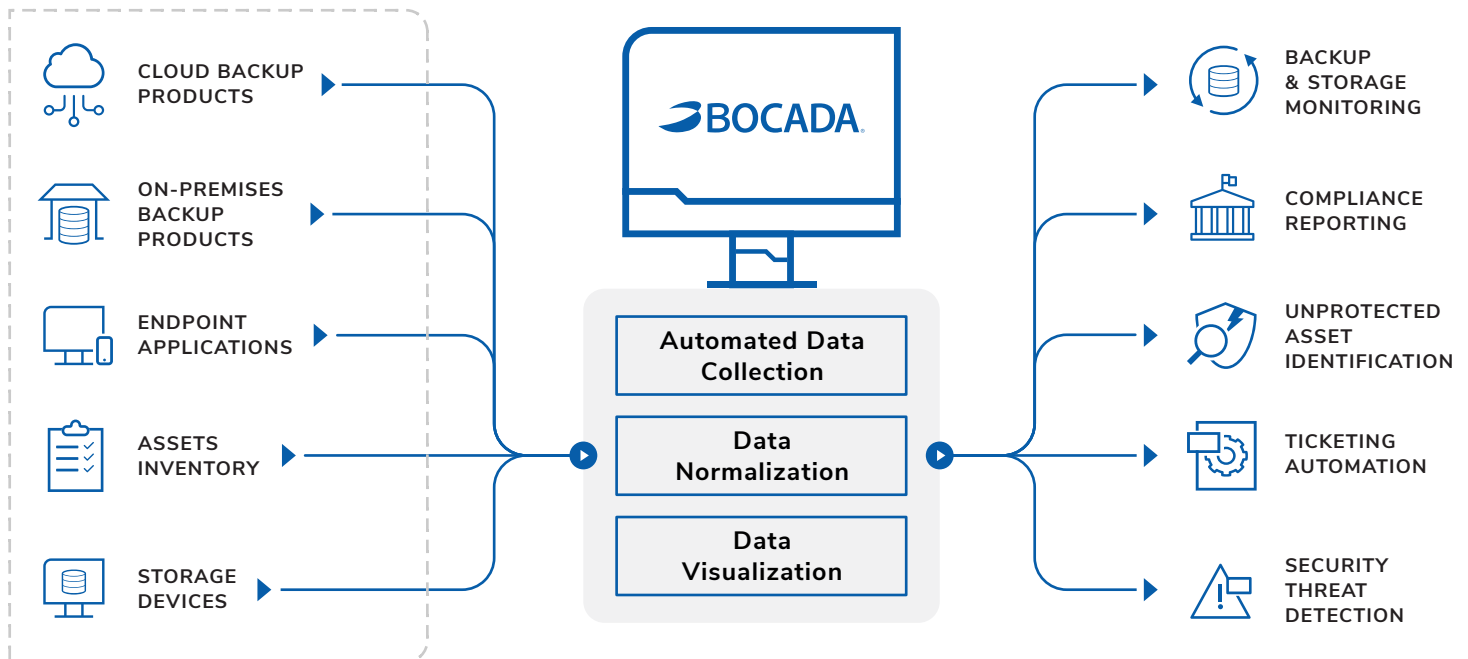 CLOUD BACKUP
PRODUCTS
ON-PREMISES
BACKUP
PRODUCTS
ENDPOINT
APPLICATIONS
ASSETS
INVENTORY
STORAGE
DEVICES
BOCADA
Automated Data
Collection
Data
Normalization
Data
Visualization
BACKUP
& STORAGE
MONITORING
COMPLIANCE
REPORTING
UNPROTECTED
ASSET
IDENTIFICATION
TICKETING
AUTOMATION
SECURITY
THREAT
DETECTION